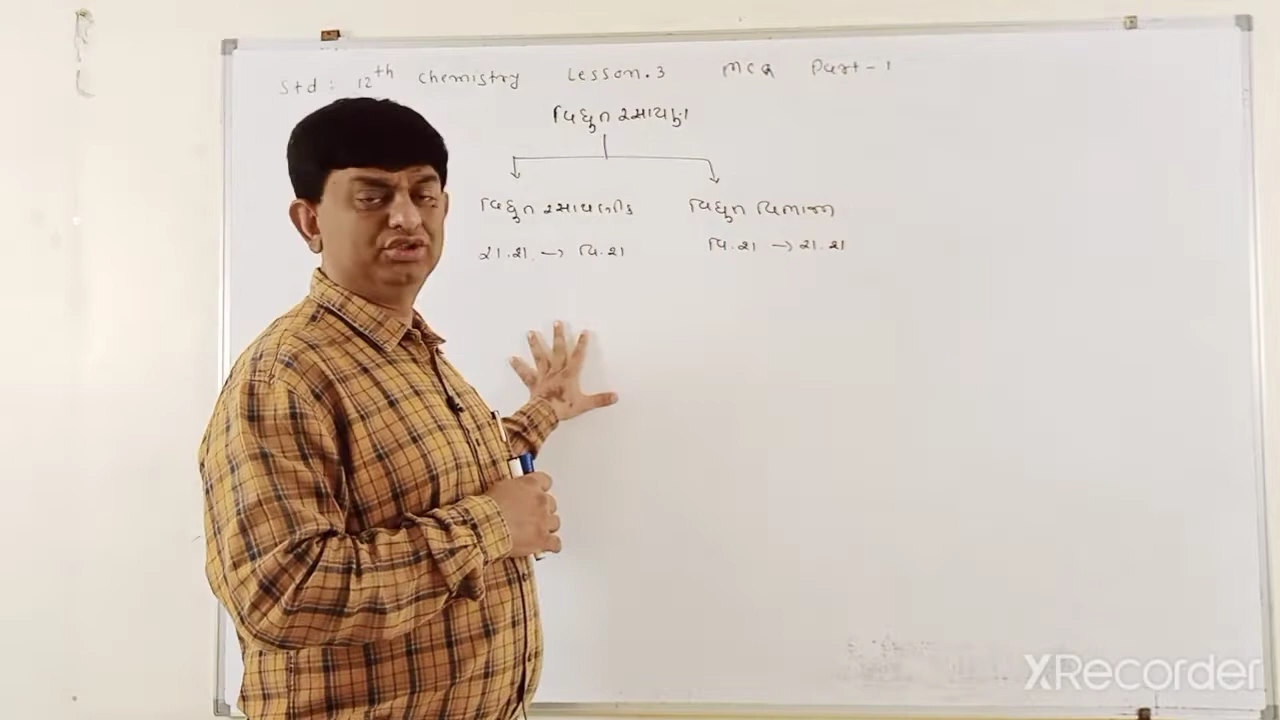 Std : 12th Chemistry Lesson.3 MCQ Part-1
વિદ્યુત રસાયણ
વિદ્યુત રસાયણીક વિદ્યુત વિભાજન
રા.શ. → વિ.શ વિ.શ → રા.શ
XRecorder